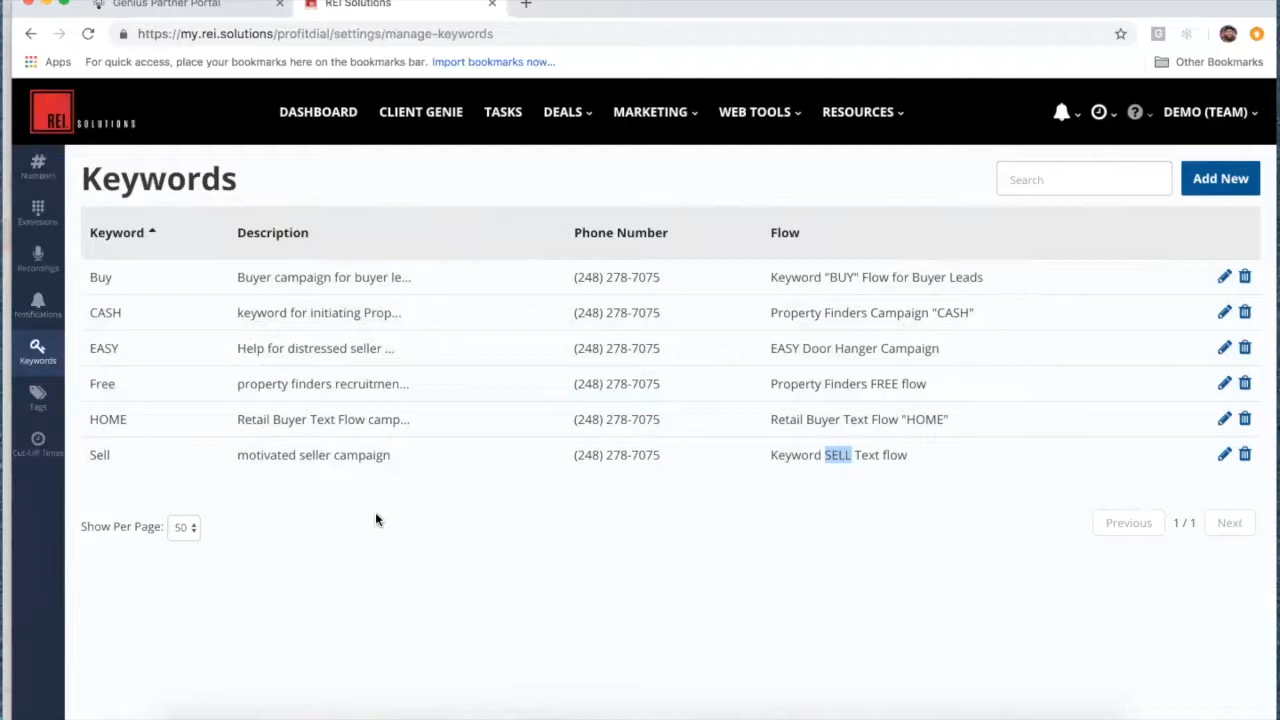 Genius Partner Portal
REI Solutions
https://my.rei.solutions/profitdial/settings/manage-keywords
G
Apps For quick access, place your bookmarks here on the bookmarks bar. Import bookmarks now... Other Bookmarks
REI SOLUTIONS DASHBOARD CLIENT GENIE TASKS DEALS MARKETING WEB TOOLS RESOURCES ? DEMO (TEAM)
Numbers
Extensions
Recordings
Notifications
Keywords
Tags
Cut-Off Times
Keywords
Search
Add New
Keyword Description Phone Number Flow
Buy Buyer campaign for buyer le... (248) 278-7075 Keyword "BUY" Flow for Buyer Leads
CASH keyword for initiating Prop... (248) 278-7075 Property Finders Campaign "CASH"
EASY Help for distressed seller ... (248) 278-7075 EASY Door Hanger Campaign
Free property finders recruitmen... (248) 278-7075 Property Finders FREE flow
HOME Retail Buyer Text Flow camp... (248) 278-7075 Retail Buyer Text Flow "HOME"
Sell motivated seller campaign (248) 278-7075 Keyword SELL Text flow
Show Per Page: 50
Previous 1 / 1 Next